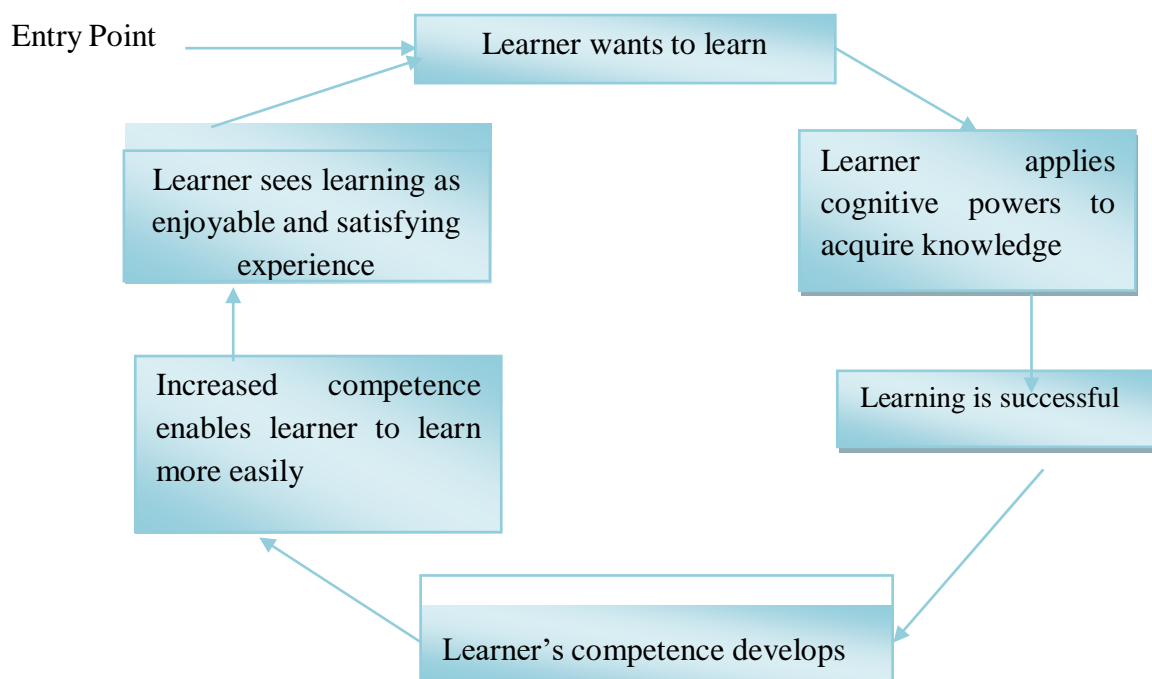 Entry Point
Learner wants to learn
Learner applies
cognitive powers to
acquire knowledge
Learning is successful
Learner’s competence develops
Increased competence
enables learner to learn
more easily
Learner sees learning as
enjoyable and satisfying
experience